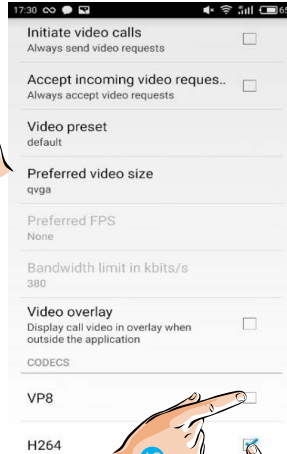 17:30
65
Initiate video calls
Always send video requests
Accept incoming video reques..
Always accept video requests
Video preset
default
Preferred video size
qvga
Preferred FPS
None
Bandwidth limit in kbits/s
380
Video overlay
Display call video in overlay when
outside the application
CODECS
VP8
H264